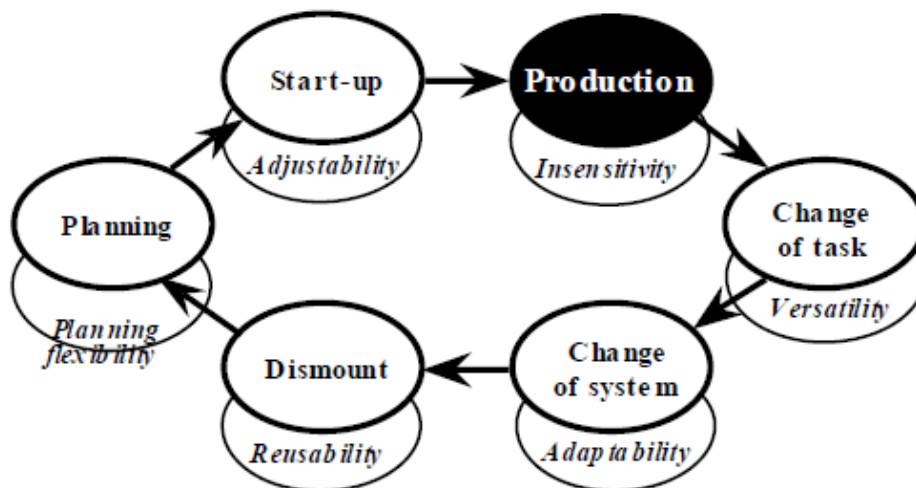 Start-up
Production
Adjustability
Insensitivity
Planning
Change
of task
Planning
flexibility
Versatility
Dismount
Change
of system
Reusability
Adaptability